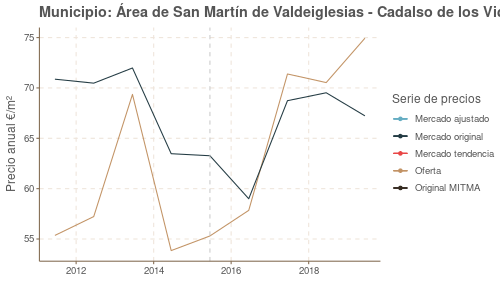 Municipio: Área de San Martín de Valdeiglesias - Cadalso de los Vid
Precio anual €/m²
75
70
65
60
55
2012
2014
2016
2018
Serie de precios
Mercado ajustado
Mercado original
Mercado tendencia
Oferta
Original MITMA